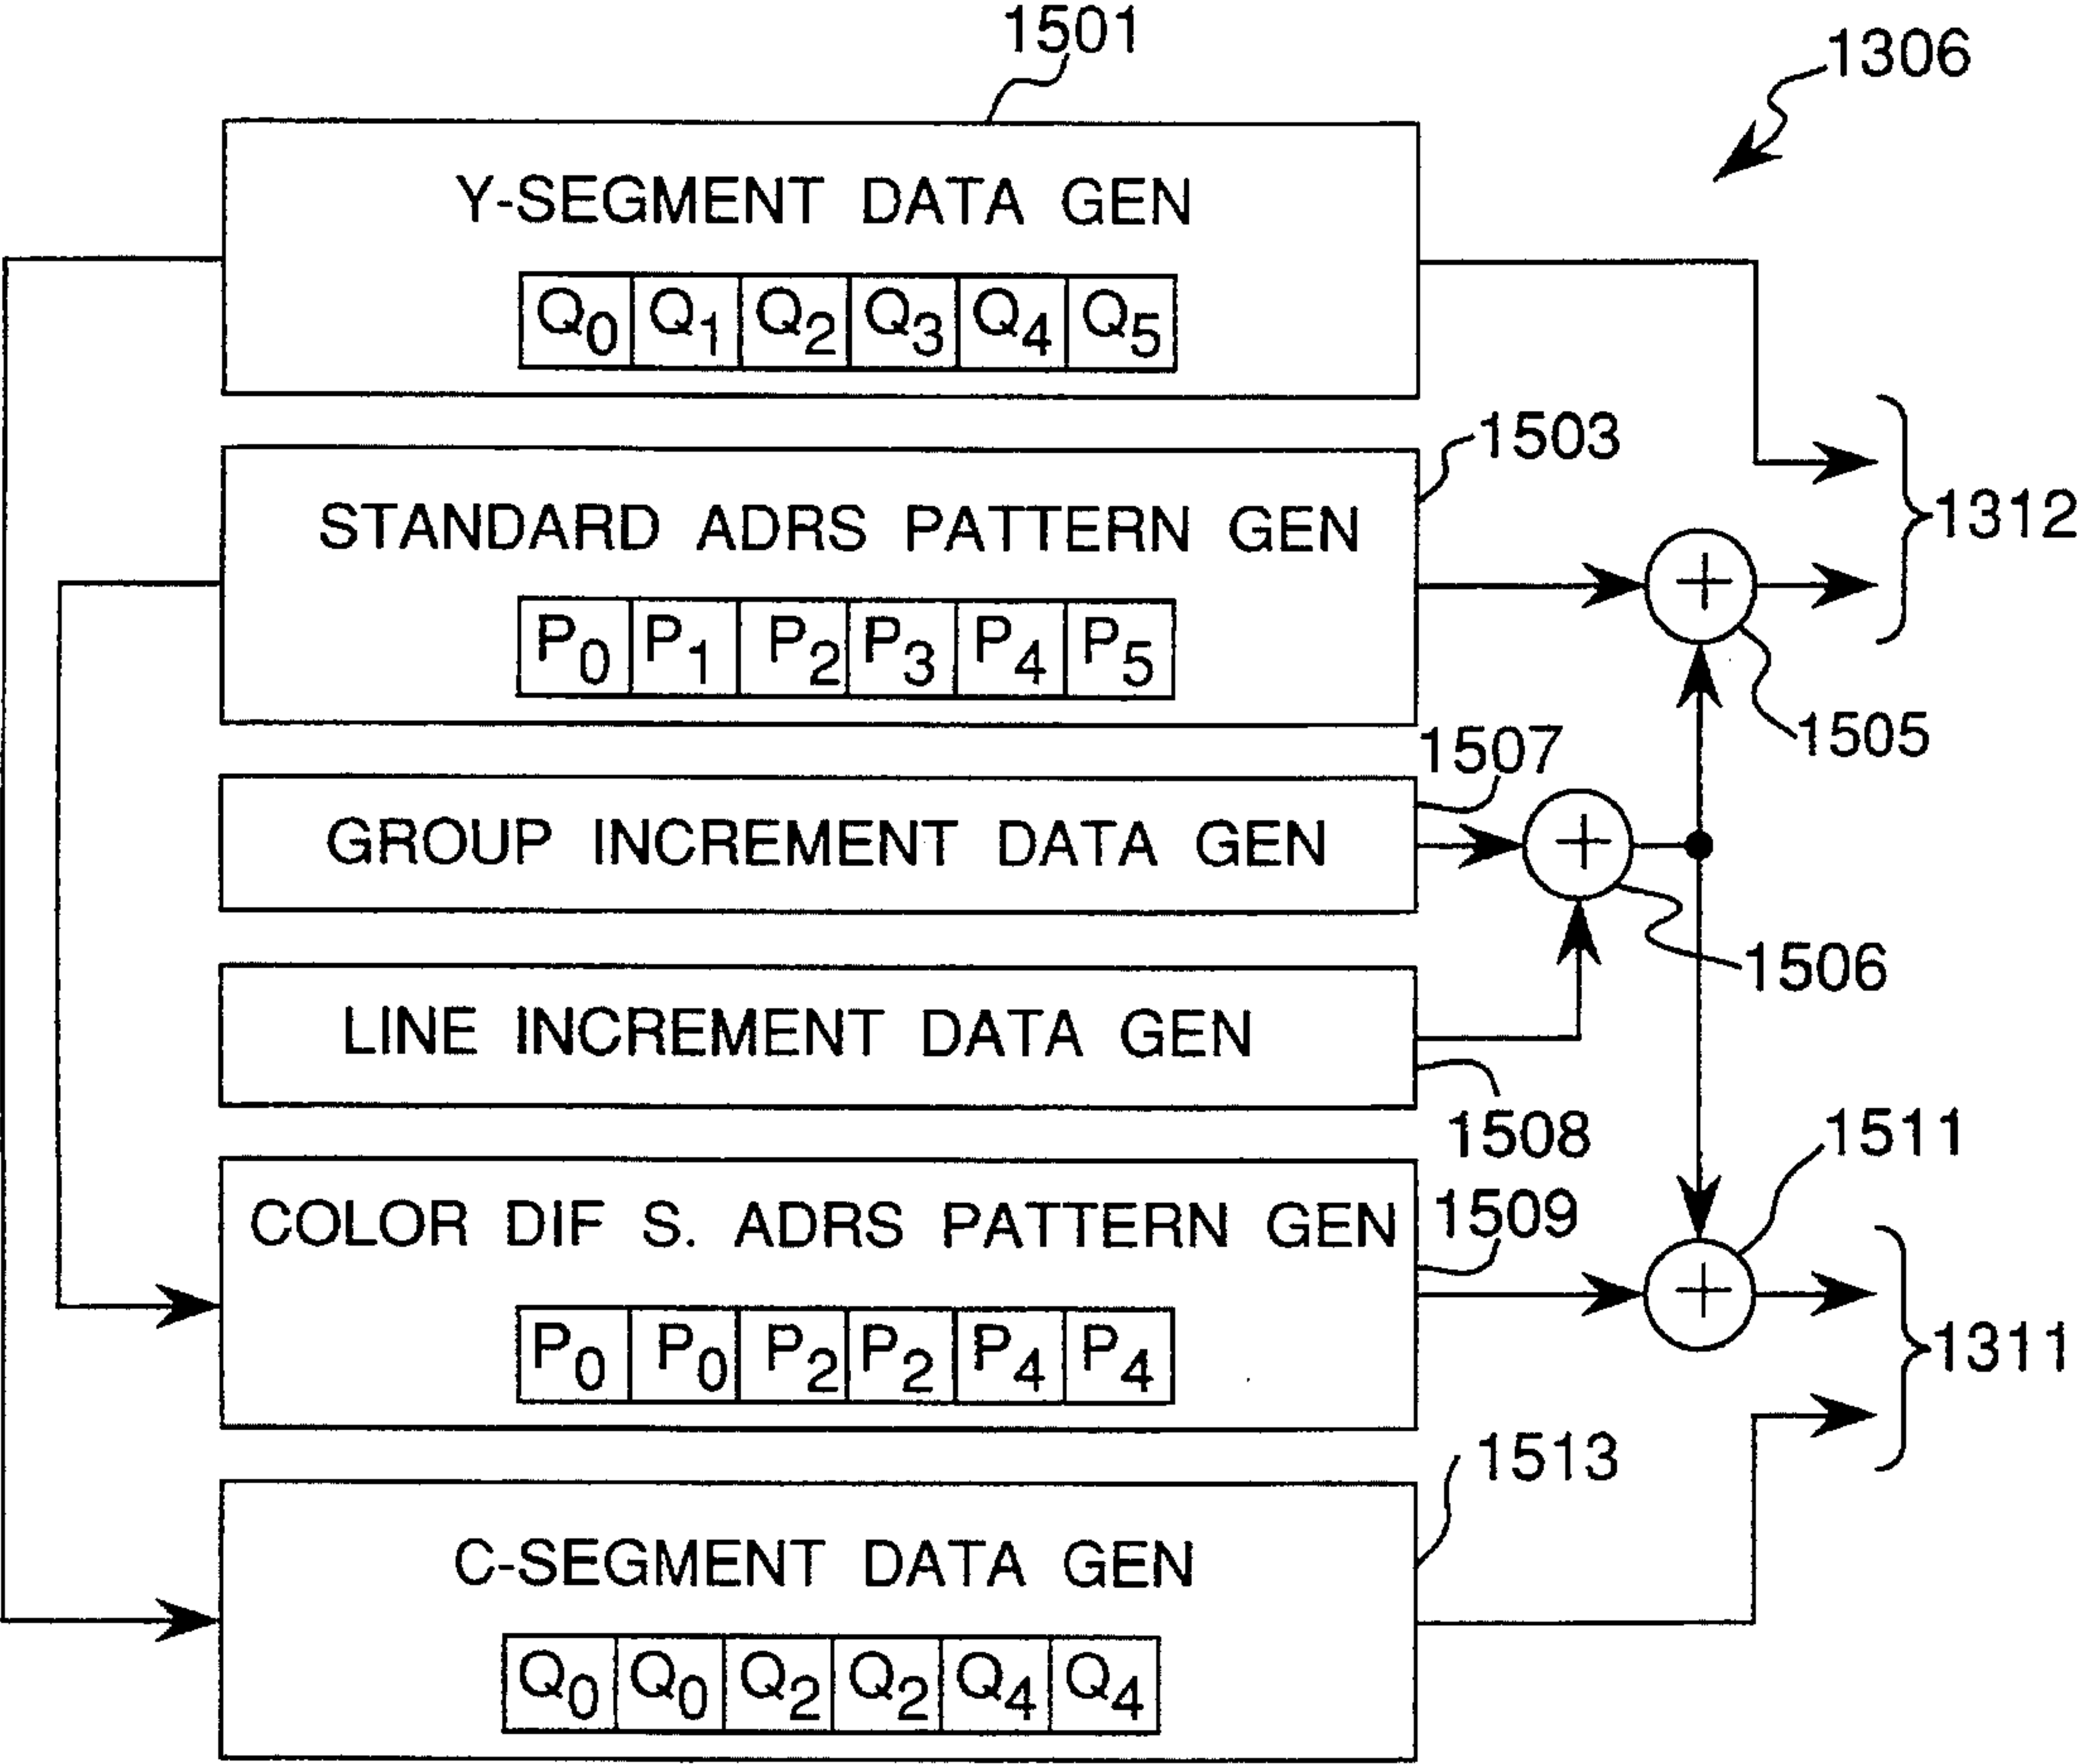 1501
1306
Y-SEGMENT DATA GEN
Q0 Q1 Q2 Q3 Q4 Q5
1503
STANDARD ADRS PATTERN GEN
1312
P0 P1 P2 P3 P4 P5
1505
1507
GROUP INCREMENT DATA GEN
1506
LINE INCREMENT DATA GEN
1508
1511
COLOR DIF S. ADRS PATTERN GEN
1509
P0 P0 P2 P2 P4 P4
1311
1513
C-SEGMENT DATA GEN
Q0 Q0 Q2 Q2 Q4 Q4